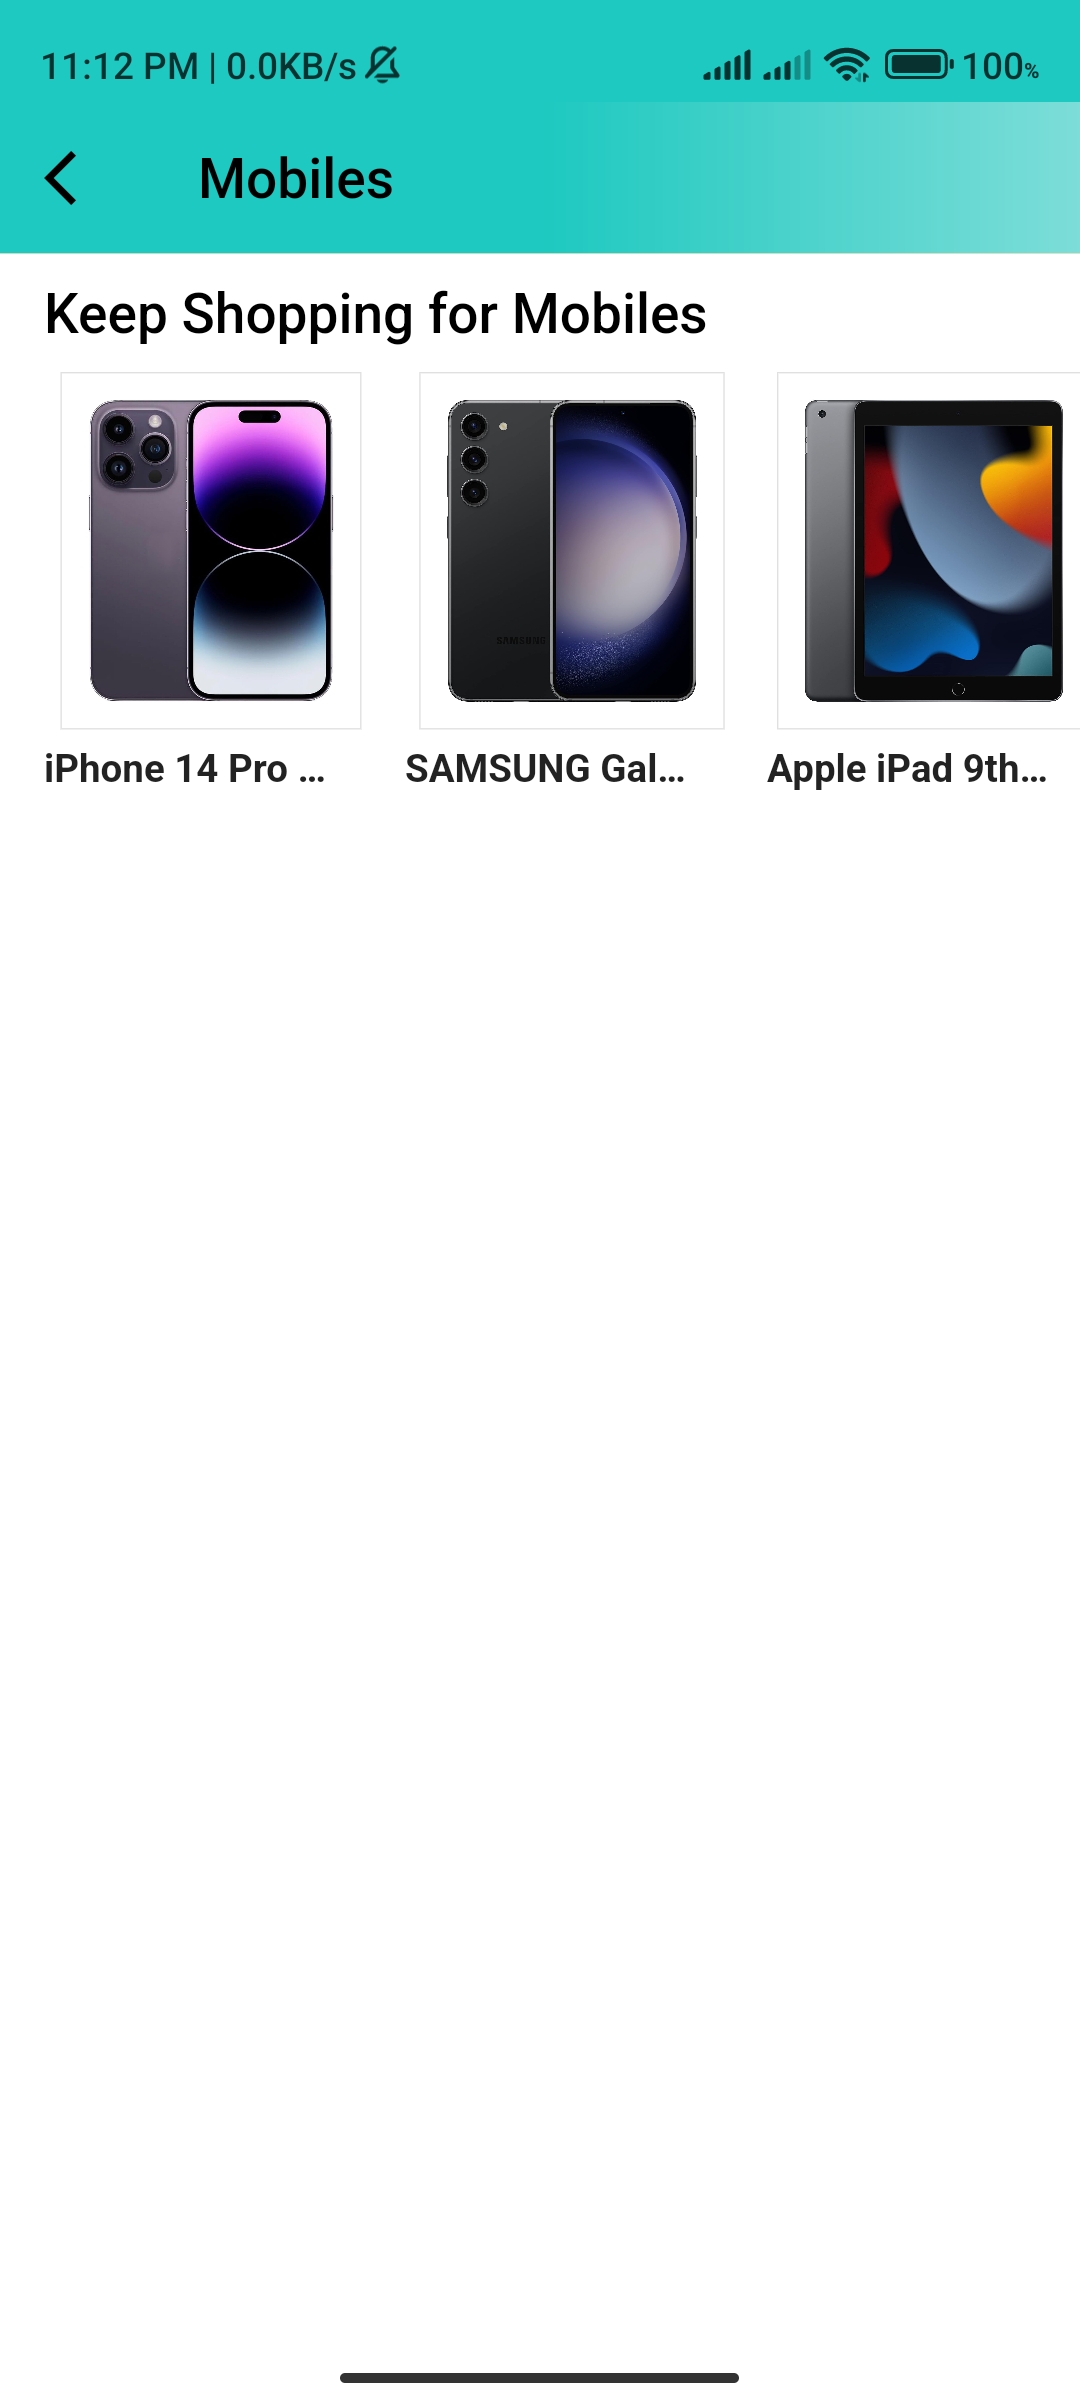 11:12 PM | 0.0KB/s 100%
Mobiles
Keep Shopping for Mobiles
SAMSUNG
iPhone 14 Pro ... SAMSUNG Gal... Apple iPad 9th...